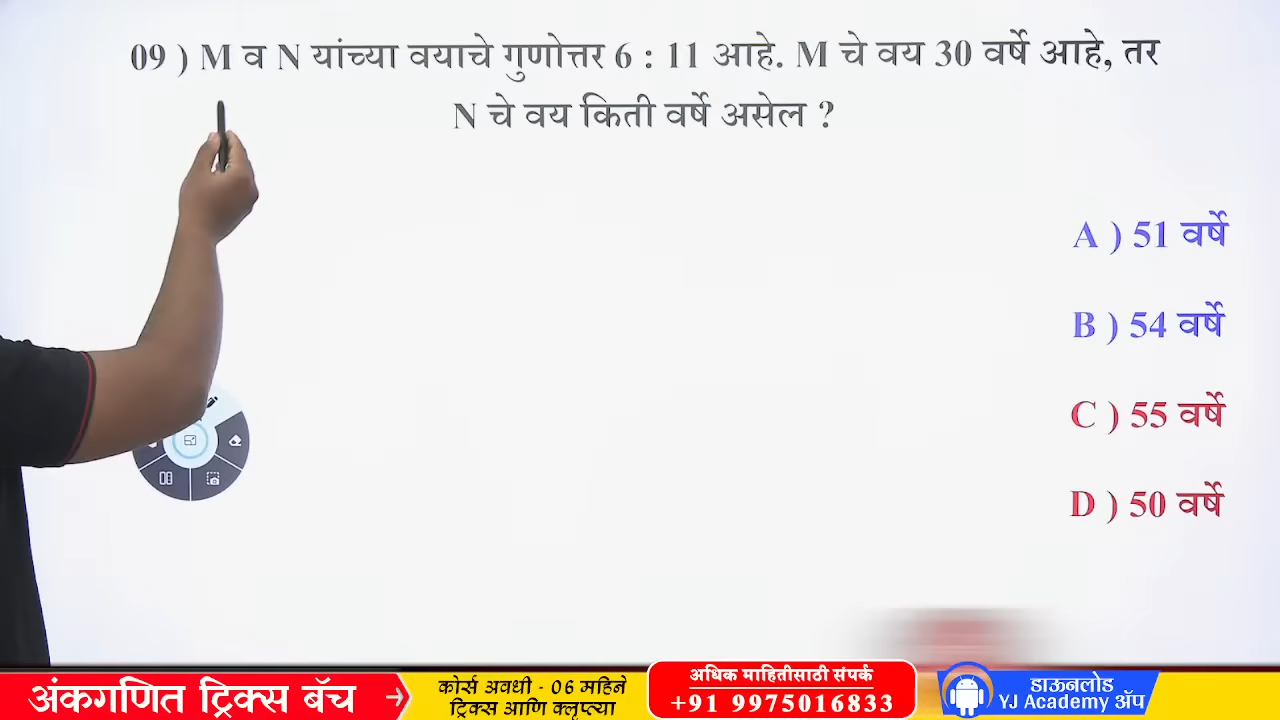 09 ) M व N यांच्या वयाचे गुणोत्तर 6 : 11 आहे. M चे वय 30 वर्षे आहे, तर
N चे वय किती वर्षे असेल ?
A ) 51 वर्षे
B ) 54 वर्षे
C ) 55 वर्षे
D ) 50 वर्षे
अंकगणित ट्रिक्स बॅच
कोर्स अवधी - 06 महिने
ट्रिक्स आणि क्लृप्त्या
अधिक माहितीसाठी संपर्क
+91 9975016833
डाऊनलोड
YJ Academy ॲप